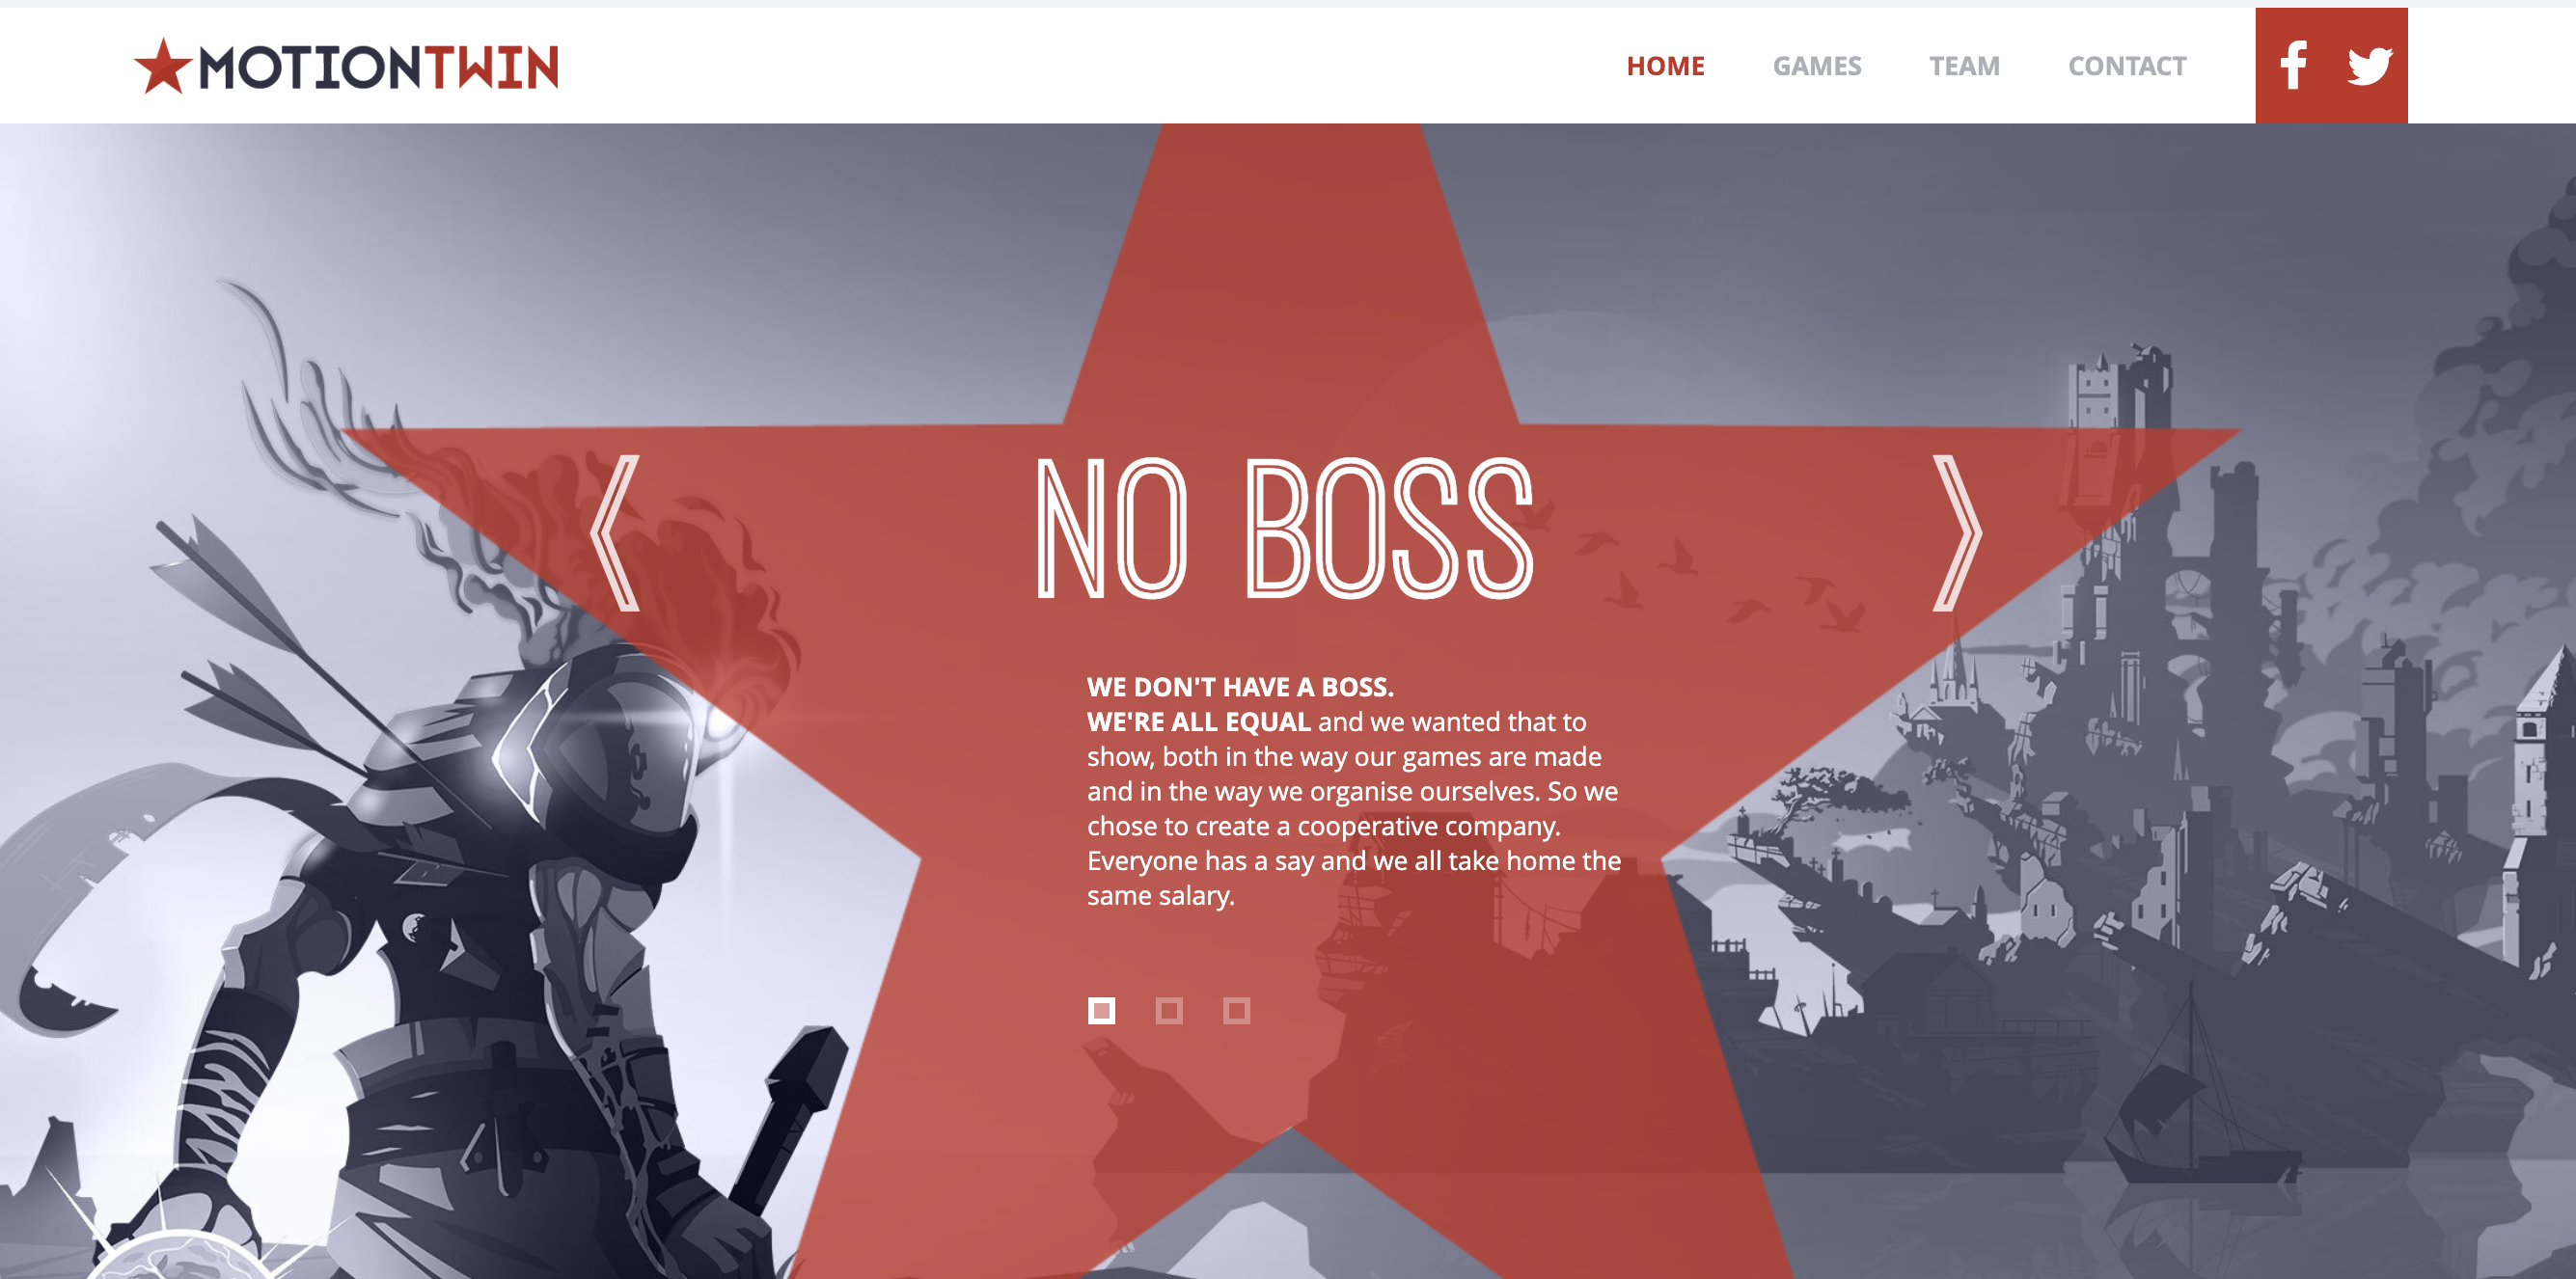 MOTIONTWIN
HOME
GAMES
TEAM
CONTACT
NO BOSS
WE DON'T HAVE A BOSS.
WE'RE ALL EQUAL and we wanted that to
show, both in the way our games are made
and in the way we organise ourselves. So we
chose to create a cooperative company.
Everyone has a say and we all take home the
same salary.